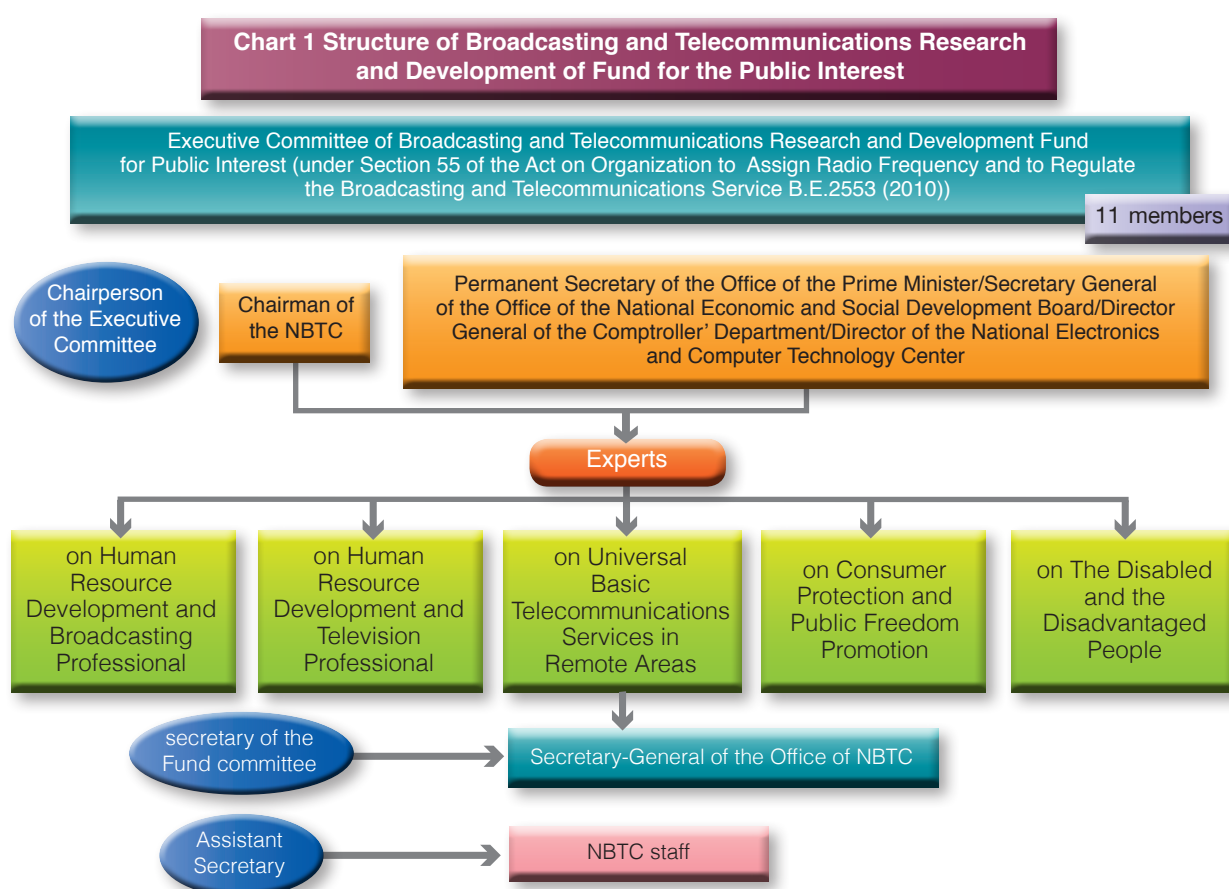 Chart 1 Structure of Broadcasting and Telecommunications Research
and Development of Fund for the Public Interest
Executive Committee of Broadcasting and Telecommunications Research and Development Fund
for Public Interest (under Section 55 of the Act on Organization to Assign Radio Frequency and to Regulate
the Broadcasting and Telecommunications Service B.E.2553 (2010))
11 members
Chairperson
of the Executive
Committee
Chairman of
the NBTC
Permanent Secretary of the Office of the Prime Minister/Secretary General
of the Office of the National Economic and Social Development Board/Director
General of the Comptroller’ Department/Director of the National Electronics
and Computer Technology Center
Experts
on Human
Resource
Development and
Broadcasting
Professional
on Human
Resource
Development and
Television
Professional
on Universal
Basic
Telecommunications
Services in
Remote Areas
on Consumer
Protection and
Public Freedom
Promotion
on The Disabled
and the
Disadvantaged
People
secretary of the
Fund committee
Secretary-General of the Office of NBTC
Assistant
Secretary
NBTC staff